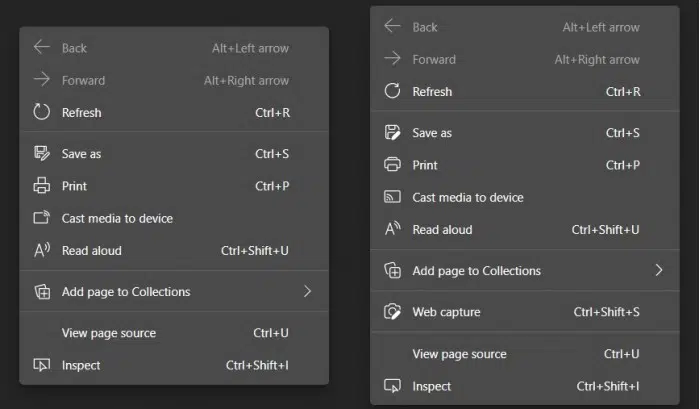 Back Alt+Left arrow
Forward Alt+Right arrow
Refresh Ctrl+R
Save as Ctrl+S
Print Ctrl+P
Cast media to device
Read aloud Ctrl+Shift+U
Add page to Collections
View page source Ctrl+U
Inspect Ctrl+Shift+I
Back Alt+Left arrow
Forward Alt+Right arrow
Refresh Ctrl+R
Save as Ctrl+S
Print Ctrl+P
Cast media to device
Read aloud Ctrl+Shift+U
Add page to Collections
Web capture Ctrl+Shift+S
View page source Ctrl+U
Inspect Ctrl+Shift+I